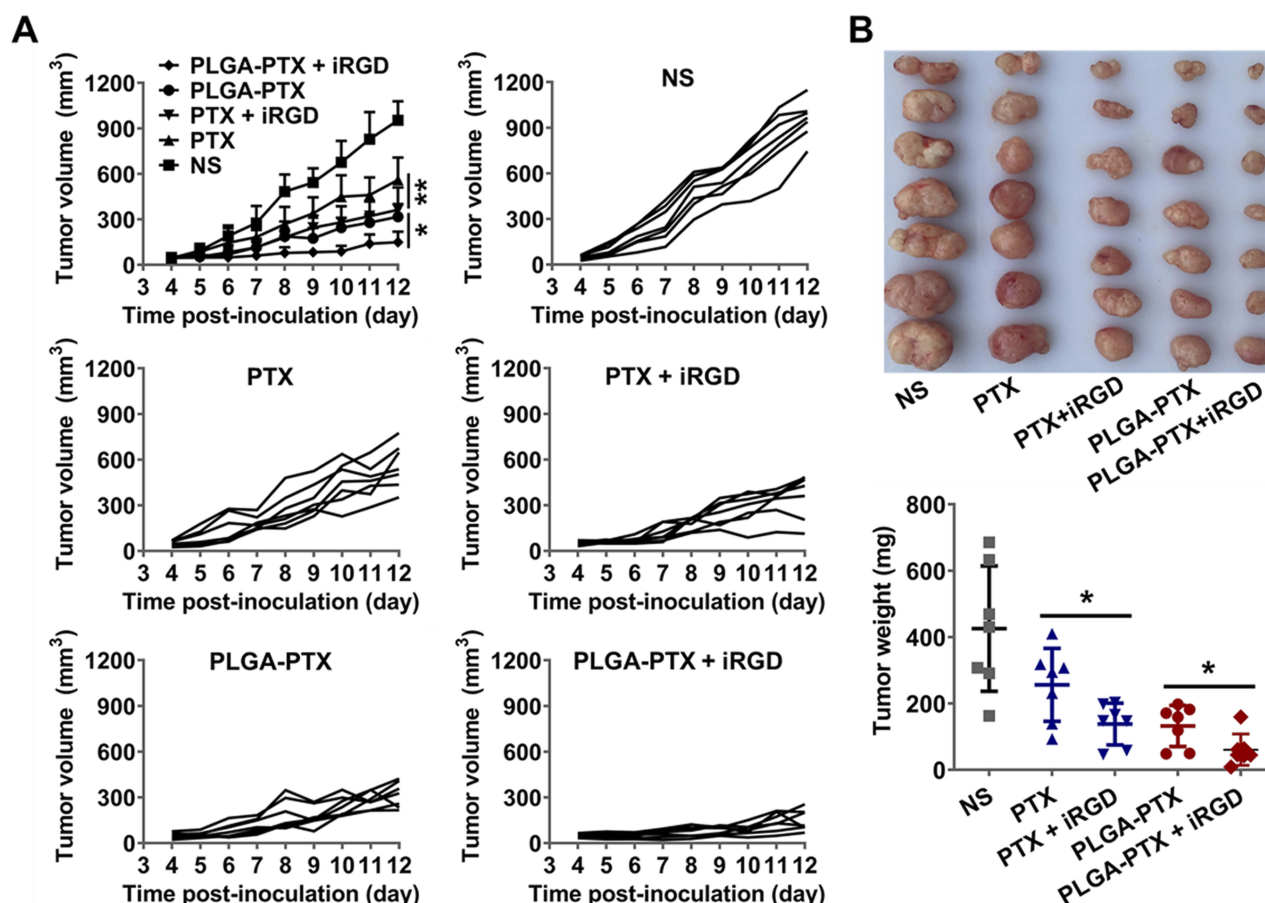 A
Tumor volume (mm³)
1200
900
600
300
0
PLGA-PTX + iRGD
PLGA-PTX
PTX + iRGD
PTX
NS
**
*
3 4 5 6 7 8 9 10 11 12
Time post-inoculation (day)
NS
Tumor volume (mm³)
1200
900
600
300
0
3 4 5 6 7 8 9 10 11 12
Time post-inoculation (day)
PTX
Tumor volume (mm³)
1200
900
600
300
0
3 4 5 6 7 8 9 10 11 12
Time post-inoculation (day)
PTX + iRGD
Tumor volume (mm³)
1200
900
600
300
0
3 4 5 6 7 8 9 10 11 12
Time post-inoculation (day)
PLGA-PTX
Tumor volume (mm³)
1200
900
600
300
0
3 4 5 6 7 8 9 10 11 12
Time post-inoculation (day)
PLGA-PTX + iRGD
Tumor volume (mm³)
1200
900
600
300
0
3 4 5 6 7 8 9 10 11 12
Time post-inoculation (day)
B
NS
PTX
PTX+iRGD
PLGA-PTX
PLGA-PTX+iRGD
Tumor weight (mg)
800
600
400
200
0
*
*
NS
PTX
PTX + iRGD
PLGA-PTX
PLGA-PTX + iRGD